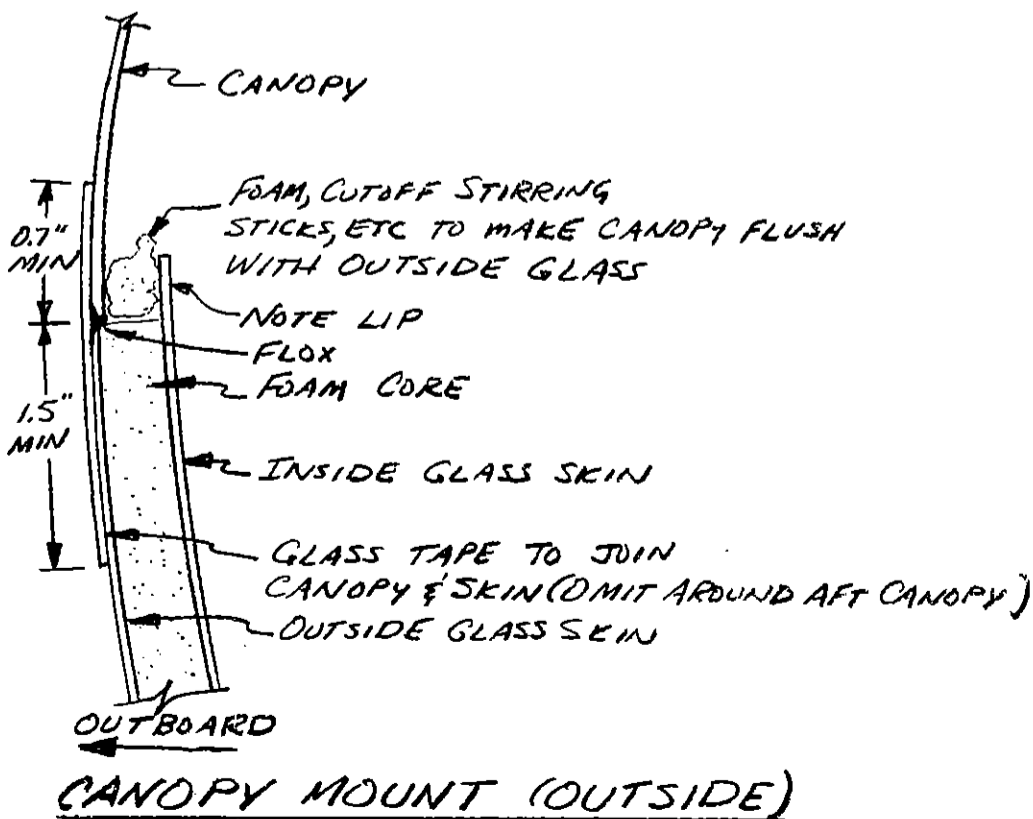 CANOPY
FOAM, CUTOFF STIRRING
STICKS, ETC TO MAKE CANOPY FLUSH
WITH OUTSIDE GLASS
0.7"
MIN
NOTE LIP
FLOX
FOAM CORE
1.5"
MIN
INSIDE GLASS SKIN
GLASS TAPE TO JOIN
CANOPY & SKIN (OMIT AROUND AFT CANOPY)
OUTSIDE GLASS SKIN
OUTBOARD
CANOPY MOUNT (OUTSIDE)